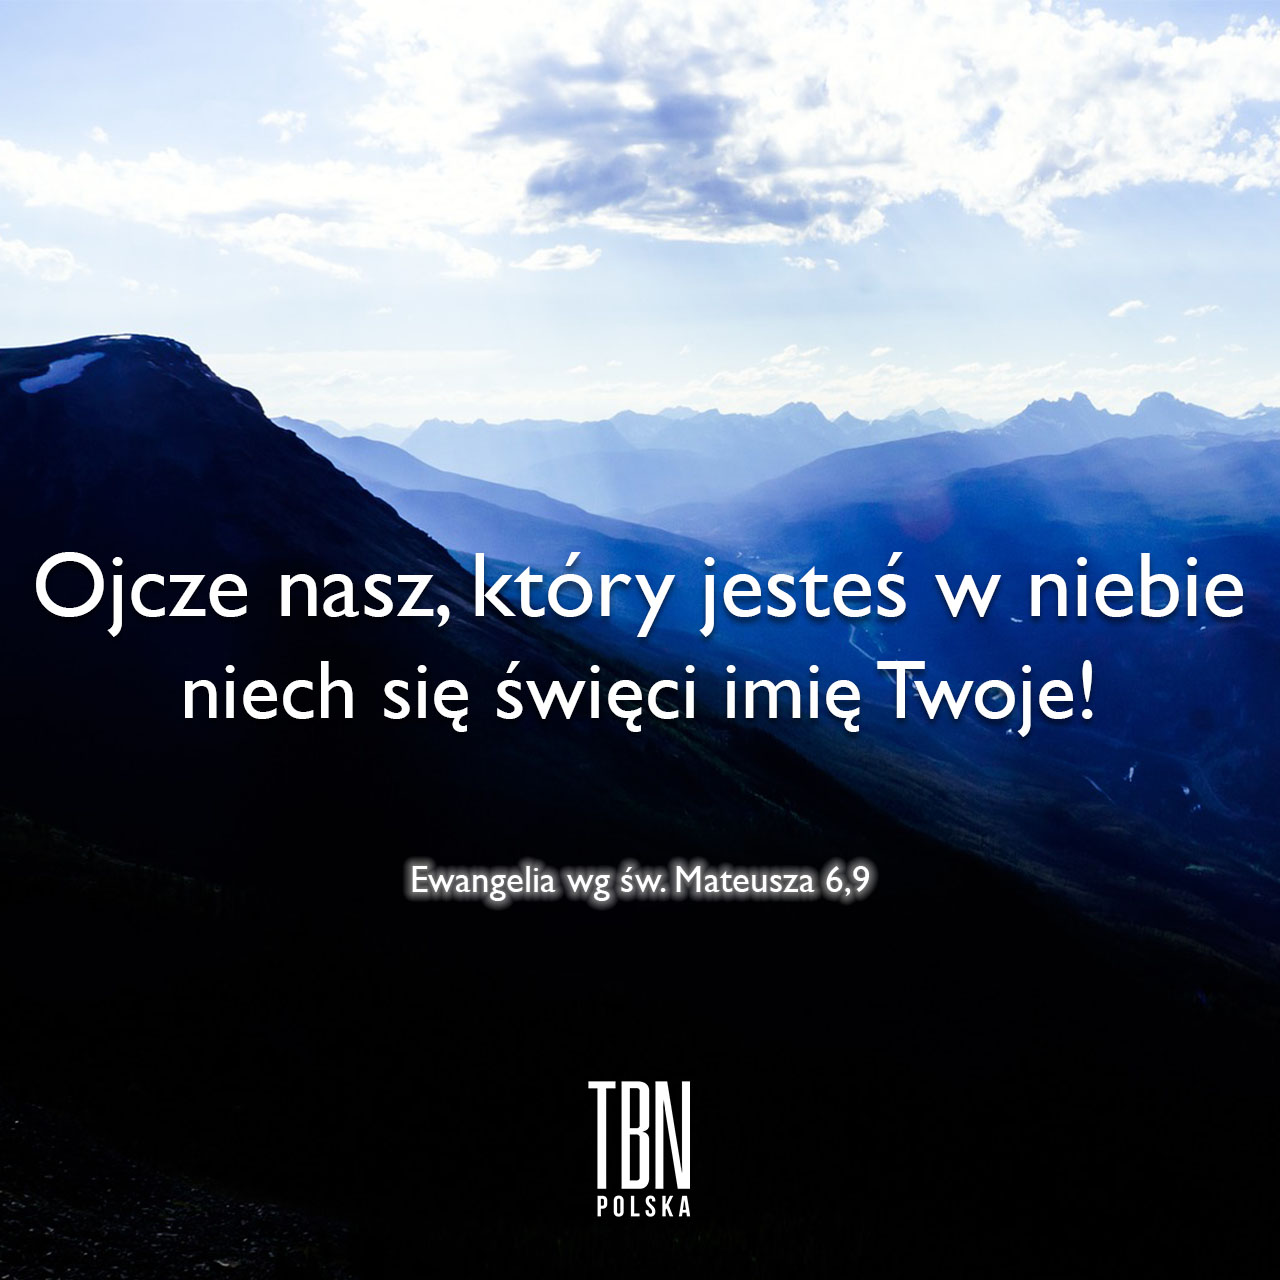 Ojcze nasz, który jesteś w niebie
niech się święci imię Twoje!
Ewangelia wg św. Mateusza 6,9
TBN
POLSKA